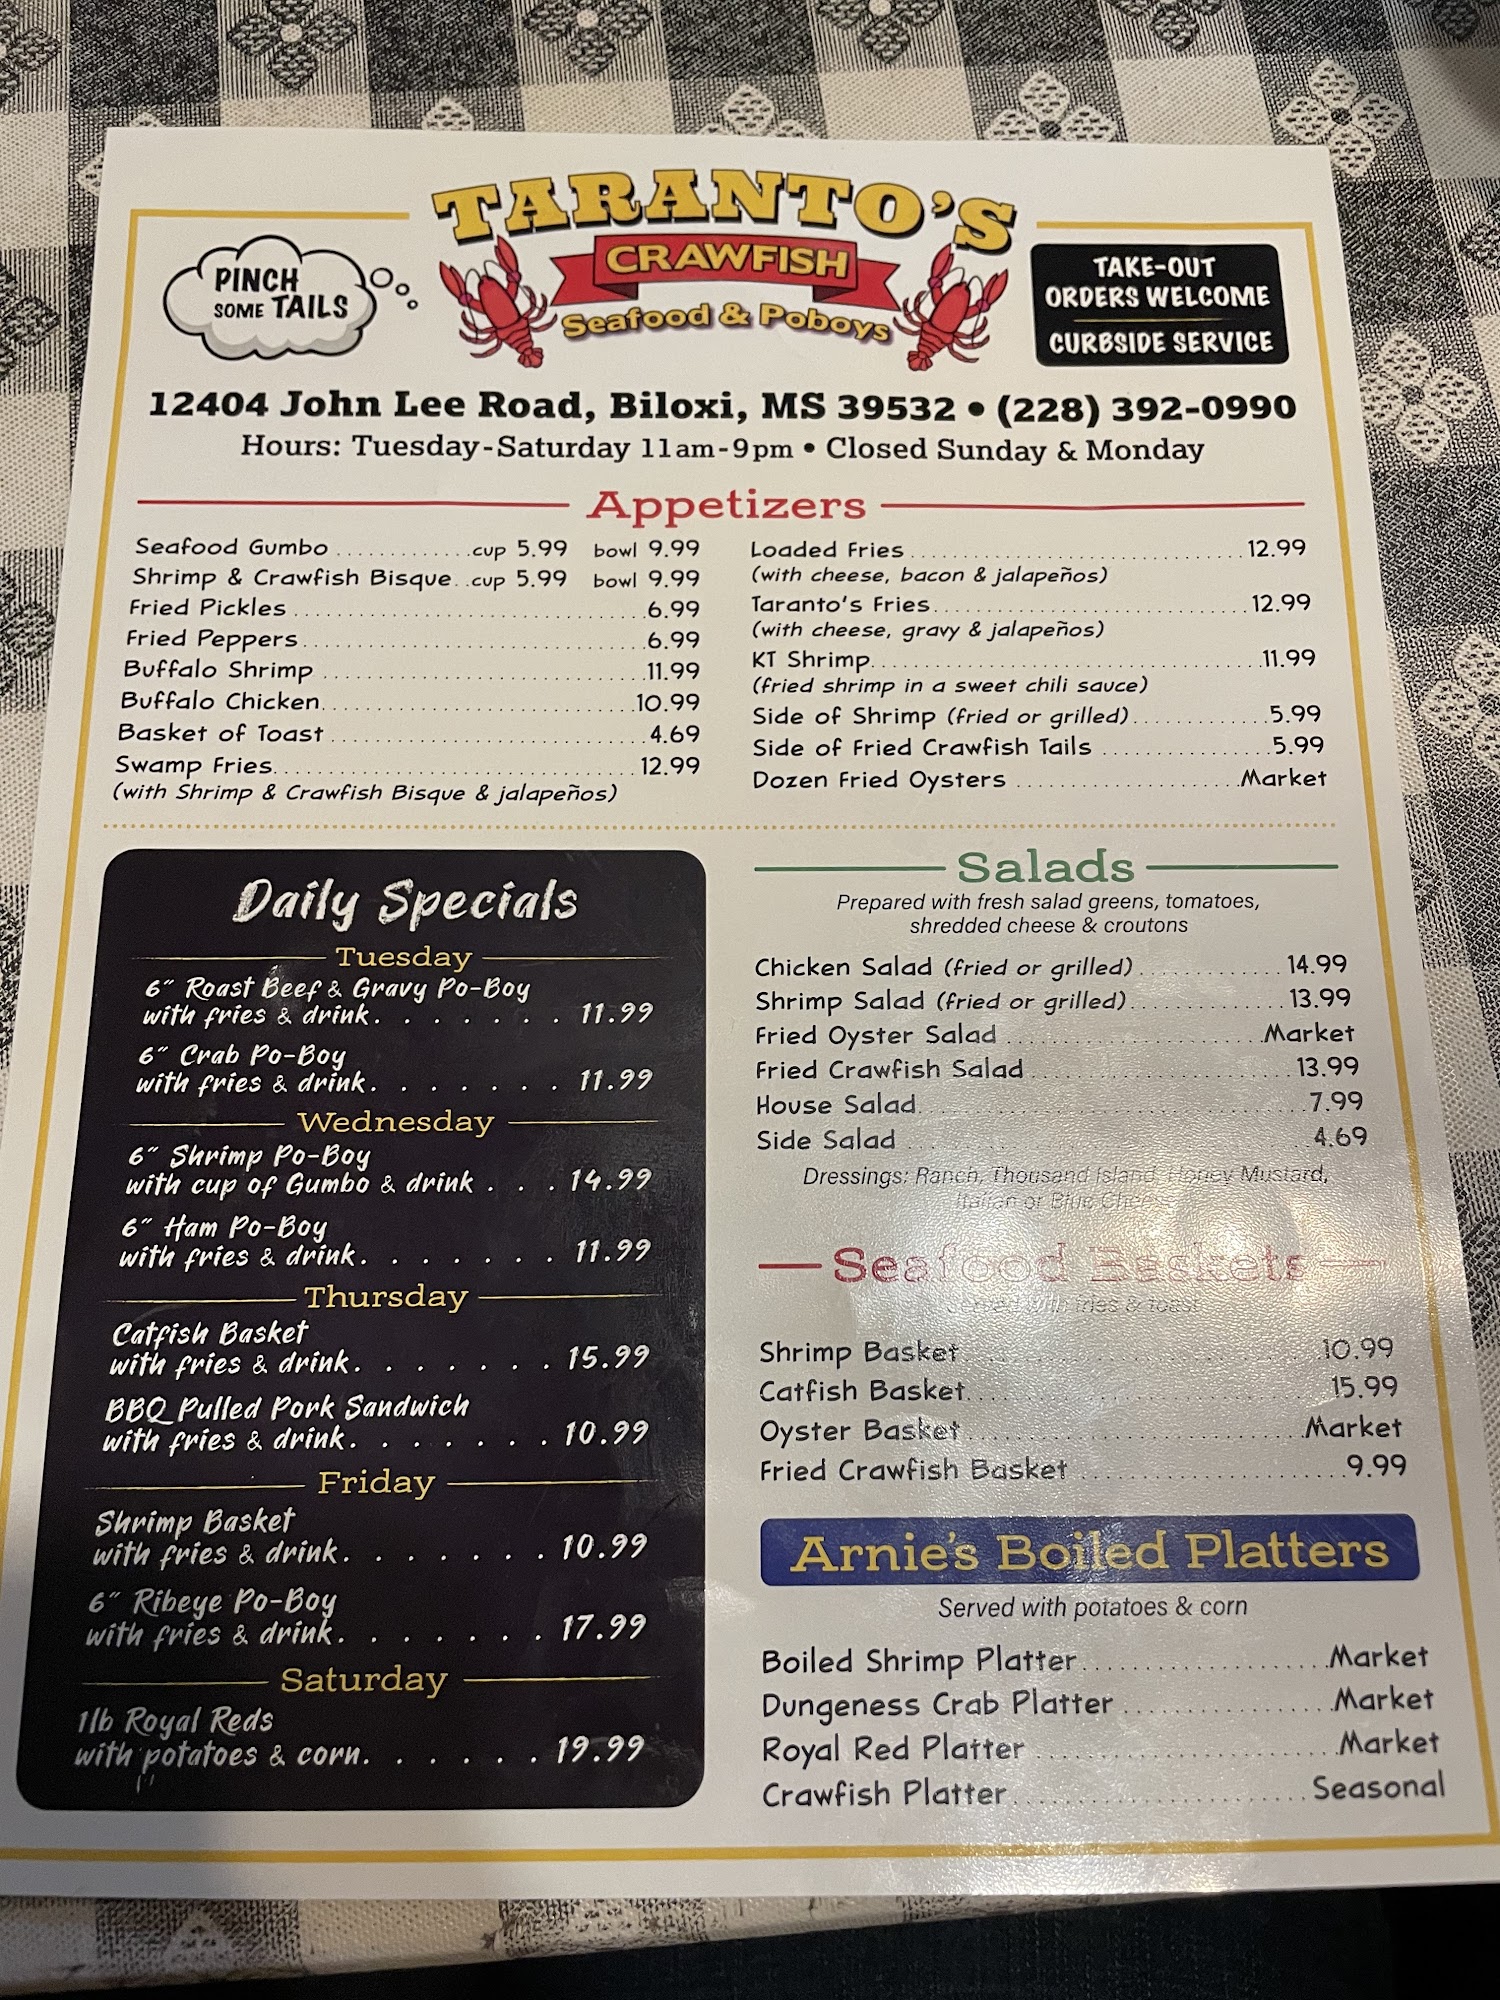 TARANTO'S
CRAWFISH
Seafood & Poboys
PINCH
SOME TAILS
TAKE-OUT
ORDERS WELCOME
CURBSIDE SERVICE
12404 John Lee Road, Biloxi, MS 39532 • (228) 392-0990
Hours: Tuesday-Saturday 11am-9pm • Closed Sunday & Monday
Appetizers
Seafood Gumbo cup 5.99 bowl 9.99
Shrimp & Crawfish Bisque cup 5.99 bowl 9.99
Fried Pickles 6.99
Fried Peppers 6.99
Buffalo Shrimp 11.99
Buffalo Chicken 10.99
Basket of Toast 4.69
Swamp Fries 12.99
(with Shrimp & Crawfish Bisque & jalapeños)
Loaded Fries 12.99
(with cheese, bacon & jalapeños)
Taranto's Fries 12.99
(with cheese, gravy & jalapeños)
KT Shrimp 11.99
(fried shrimp in a sweet chili sauce)
Side of Shrimp (fried or grilled) 5.99
Side of Fried Crawfish Tails 5.99
Dozen Fried Oysters Market
Daily Specials
Tuesday
6" Roast Beef & Gravy Po-Boy
with fries & drink 11.99
6" Crab Po-Boy
with fries & drink 11.99
Wednesday
6" Shrimp Po-Boy
with cup of Gumbo & drink 14.99
6" Ham Po-Boy
with fries & drink 11.99
Thursday
Catfish Basket
with fries & drink 15.99
BBQ Pulled Pork Sandwich
with fries & drink 10.99
Friday
Shrimp Basket
with fries & drink 10.99
6" Ribeye Po-Boy
with fries & drink 17.99
Saturday
1lb Royal Reds
with potatoes & corn 19.99
Salads
Prepared with fresh salad greens, tomatoes,
shredded cheese & croutons
Chicken Salad (fried or grilled) 14.99
Shrimp Salad (fried or grilled) 13.99
Fried Oyster Salad Market
Fried Crawfish Salad 13.99
House Salad 7.99
Side Salad 4.69
Dressings: Ranch, Thousand Island, Honey Mustard,
Italian or Blue Cheese
Seafood Baskets
Served with fries & toast
Shrimp Basket 10.99
Catfish Basket 15.99
Oyster Basket Market
Fried Crawfish Basket 9.99
Arnie's Boiled Platters
Served with potatoes & corn
Boiled Shrimp Platter Market
Dungeness Crab Platter Market
Royal Red Platter Market
Crawfish Platter Seasonal